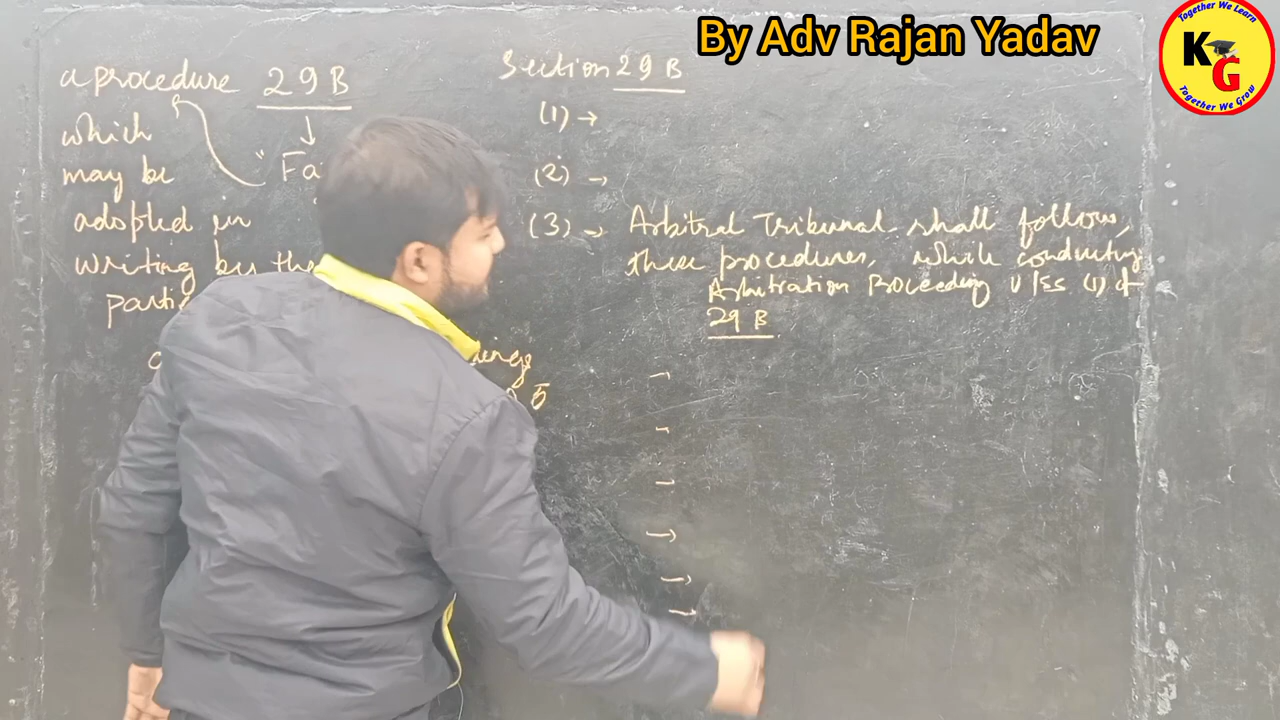 By Adv Rajan Yadav
Together We Learn
KG
Together We Grow
a procedure 29 B
which
may be
adopted in
writing by the
" Fa
Section 29 B
(1) →
(2) →
(3) → Arbitral Tribunal shall follow,
these procedures, while conducting
Arbitration Proceeding U/ss (1) of
29 B